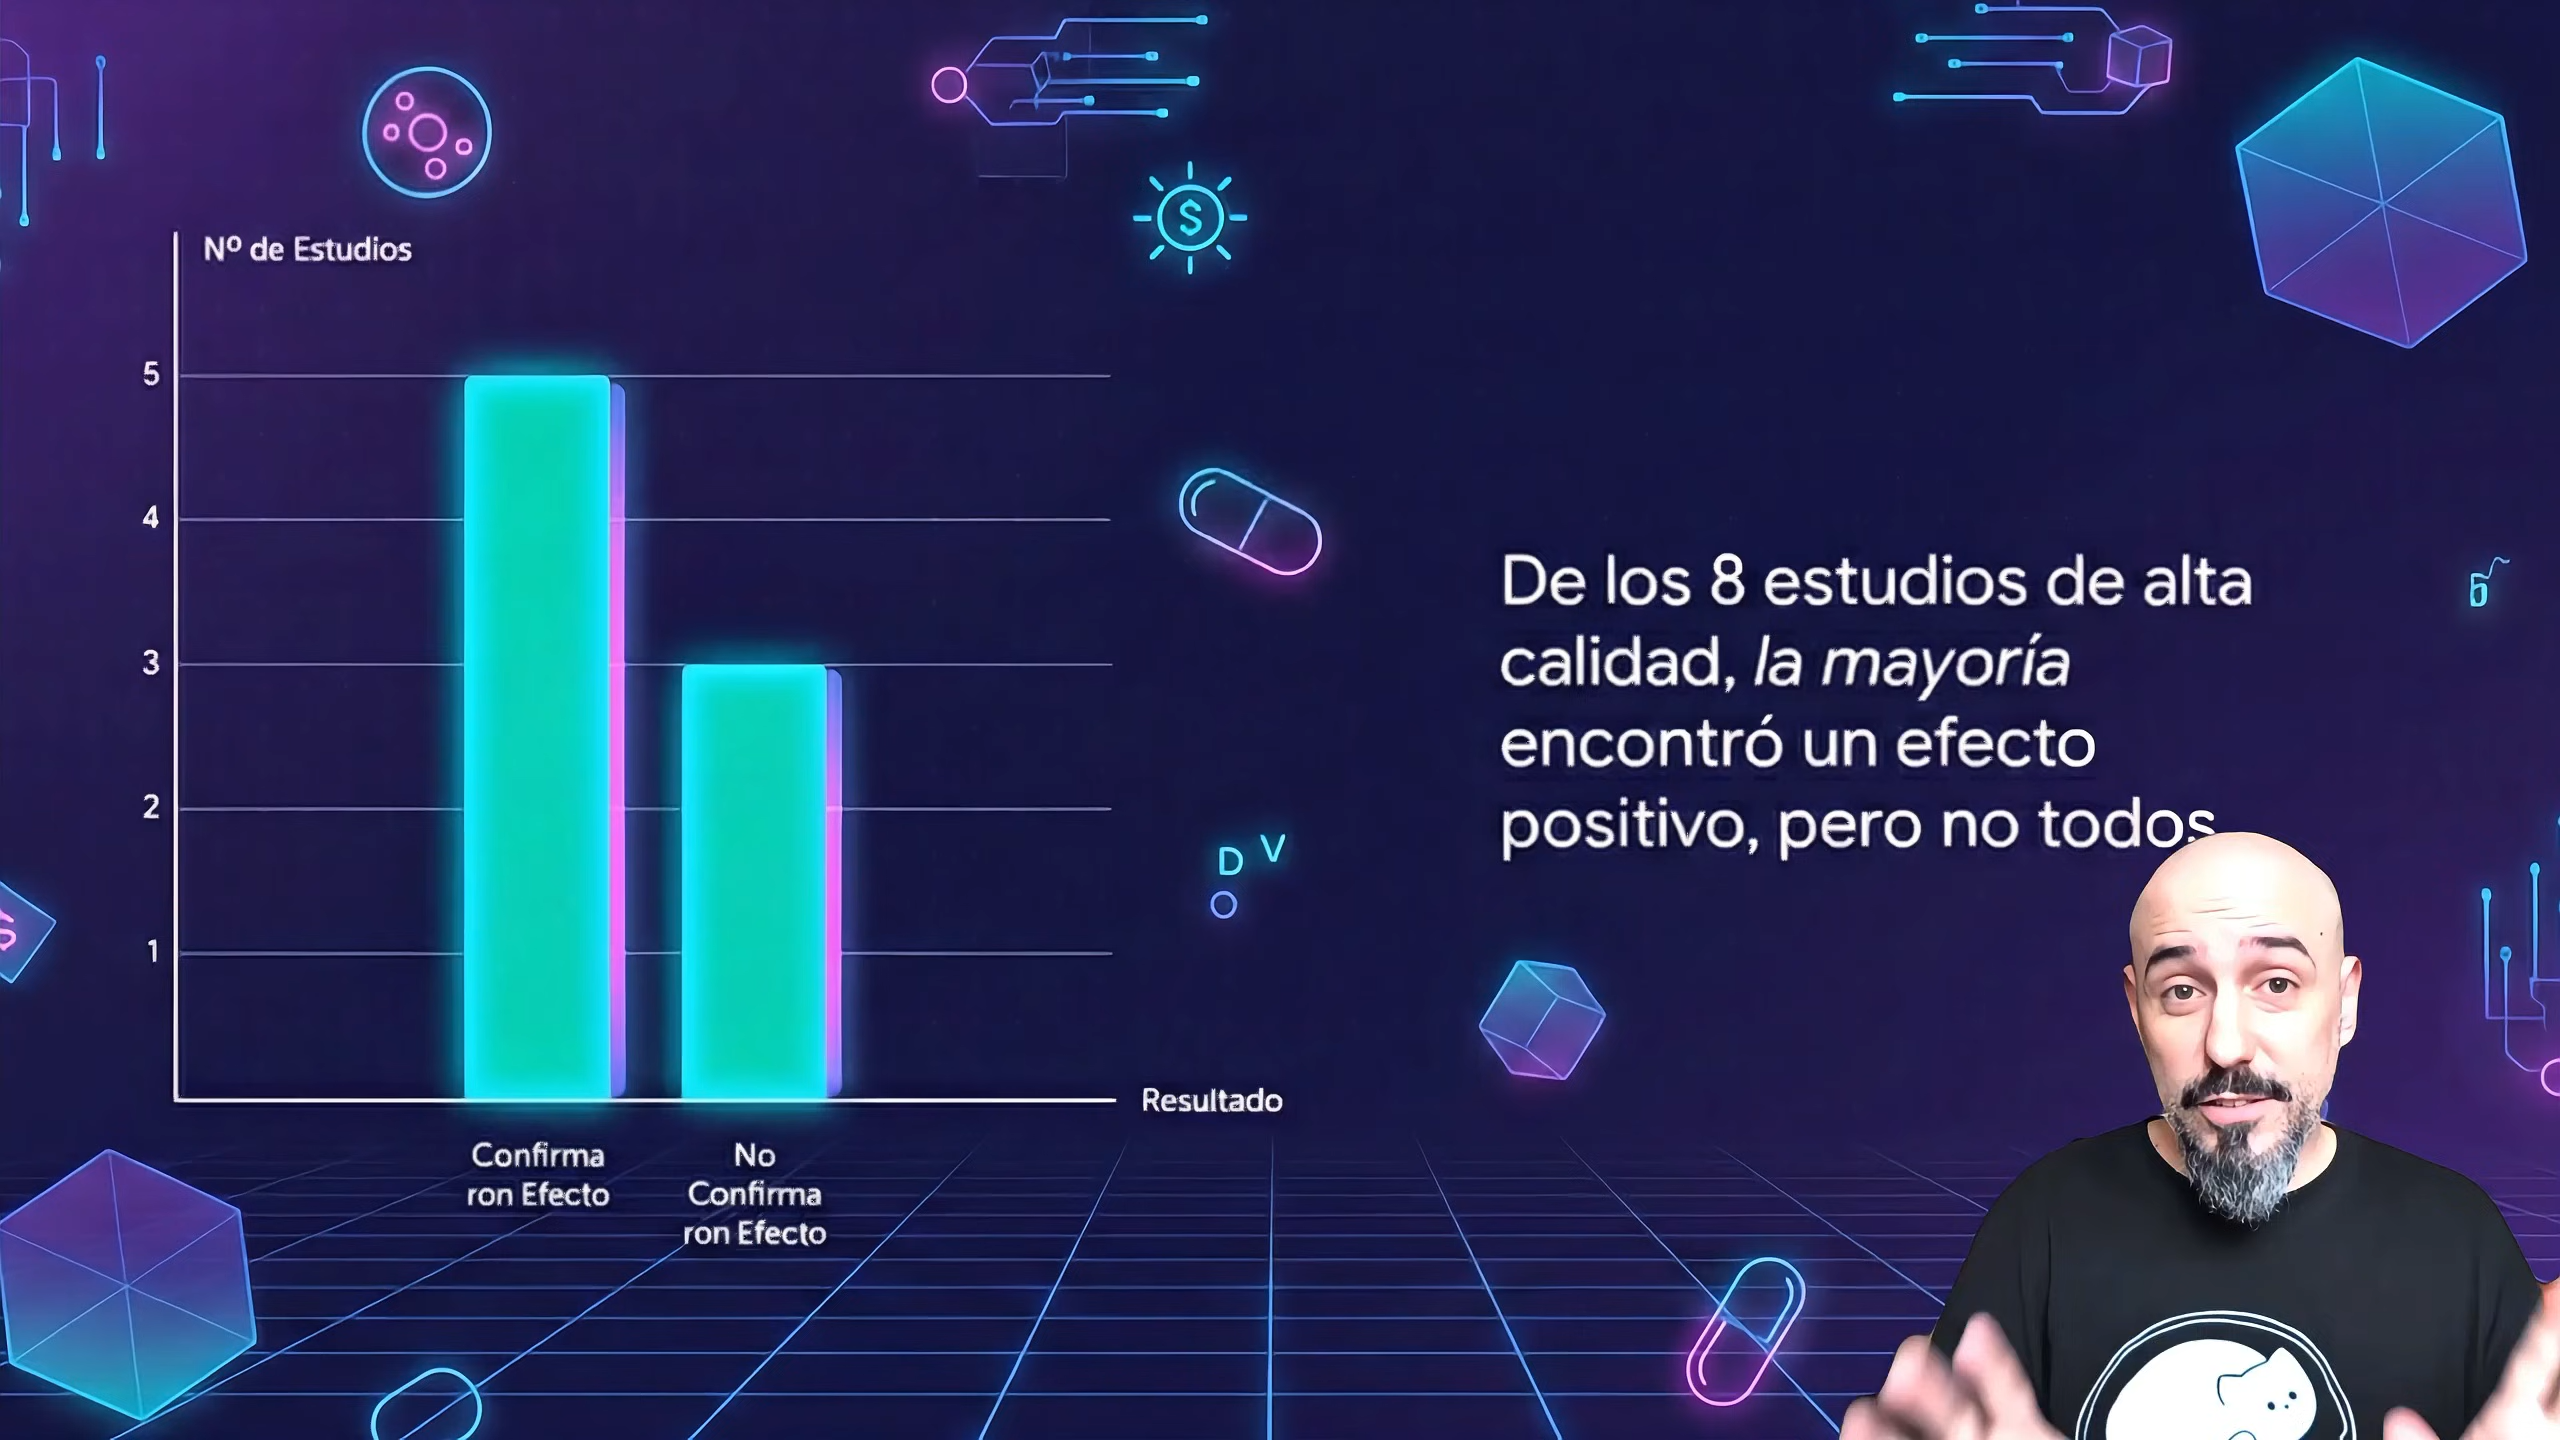 Nº de Estudios
5
4
3
2
1
Resultado
Confirma
ron Efecto
No
Confirma
ron Efecto
De los 8 estudios de alta
calidad, la mayoría
encontró un efecto
positivo, pero no todos
$
D V